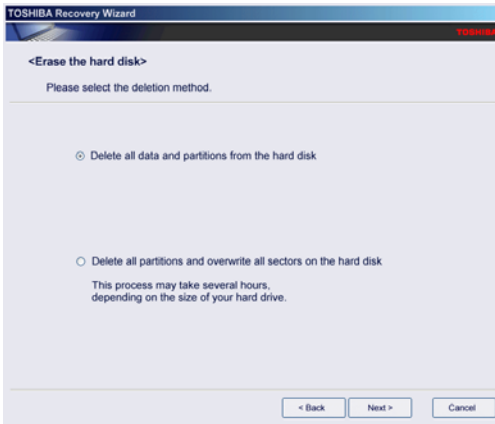 TOSHIBA Recovery Wizard
TOSHIBA
<Erase the hard disk>
Please select the deletion method.
Delete all data and partitions from the hard disk
Delete all partitions and overwrite all sectors on the hard disk
This process may take several hours,
depending on the size of your hard drive.
< Back Next > Cancel